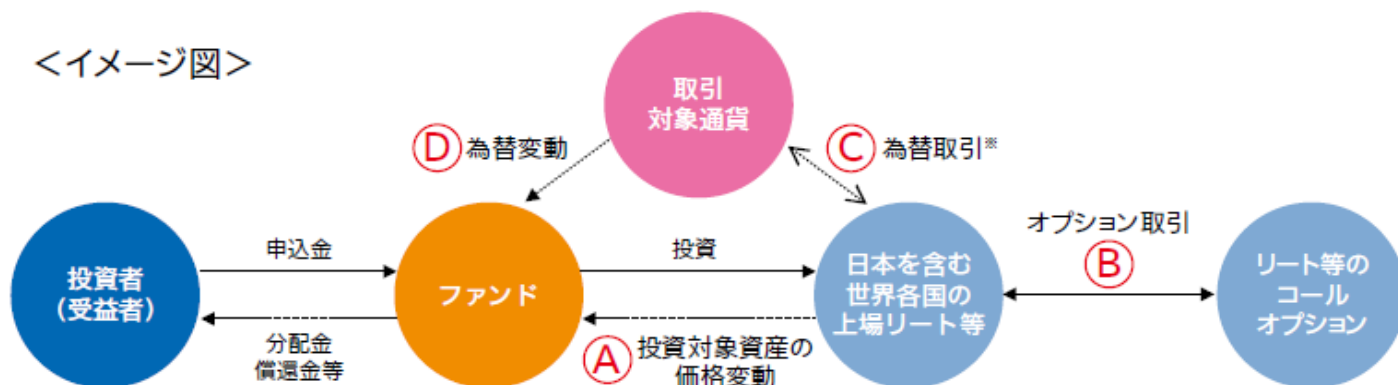 <イメージ図>
取引
対象通貨
D 為替変動
C 為替取引※
オプション取引
B
申込金
投資
投資者
(受益者)
ファンド
日本を含む
世界各国の
上場リート等
リート等の
コール
オプション
分配金
償還金等
A 投資対象資産の
価格変動